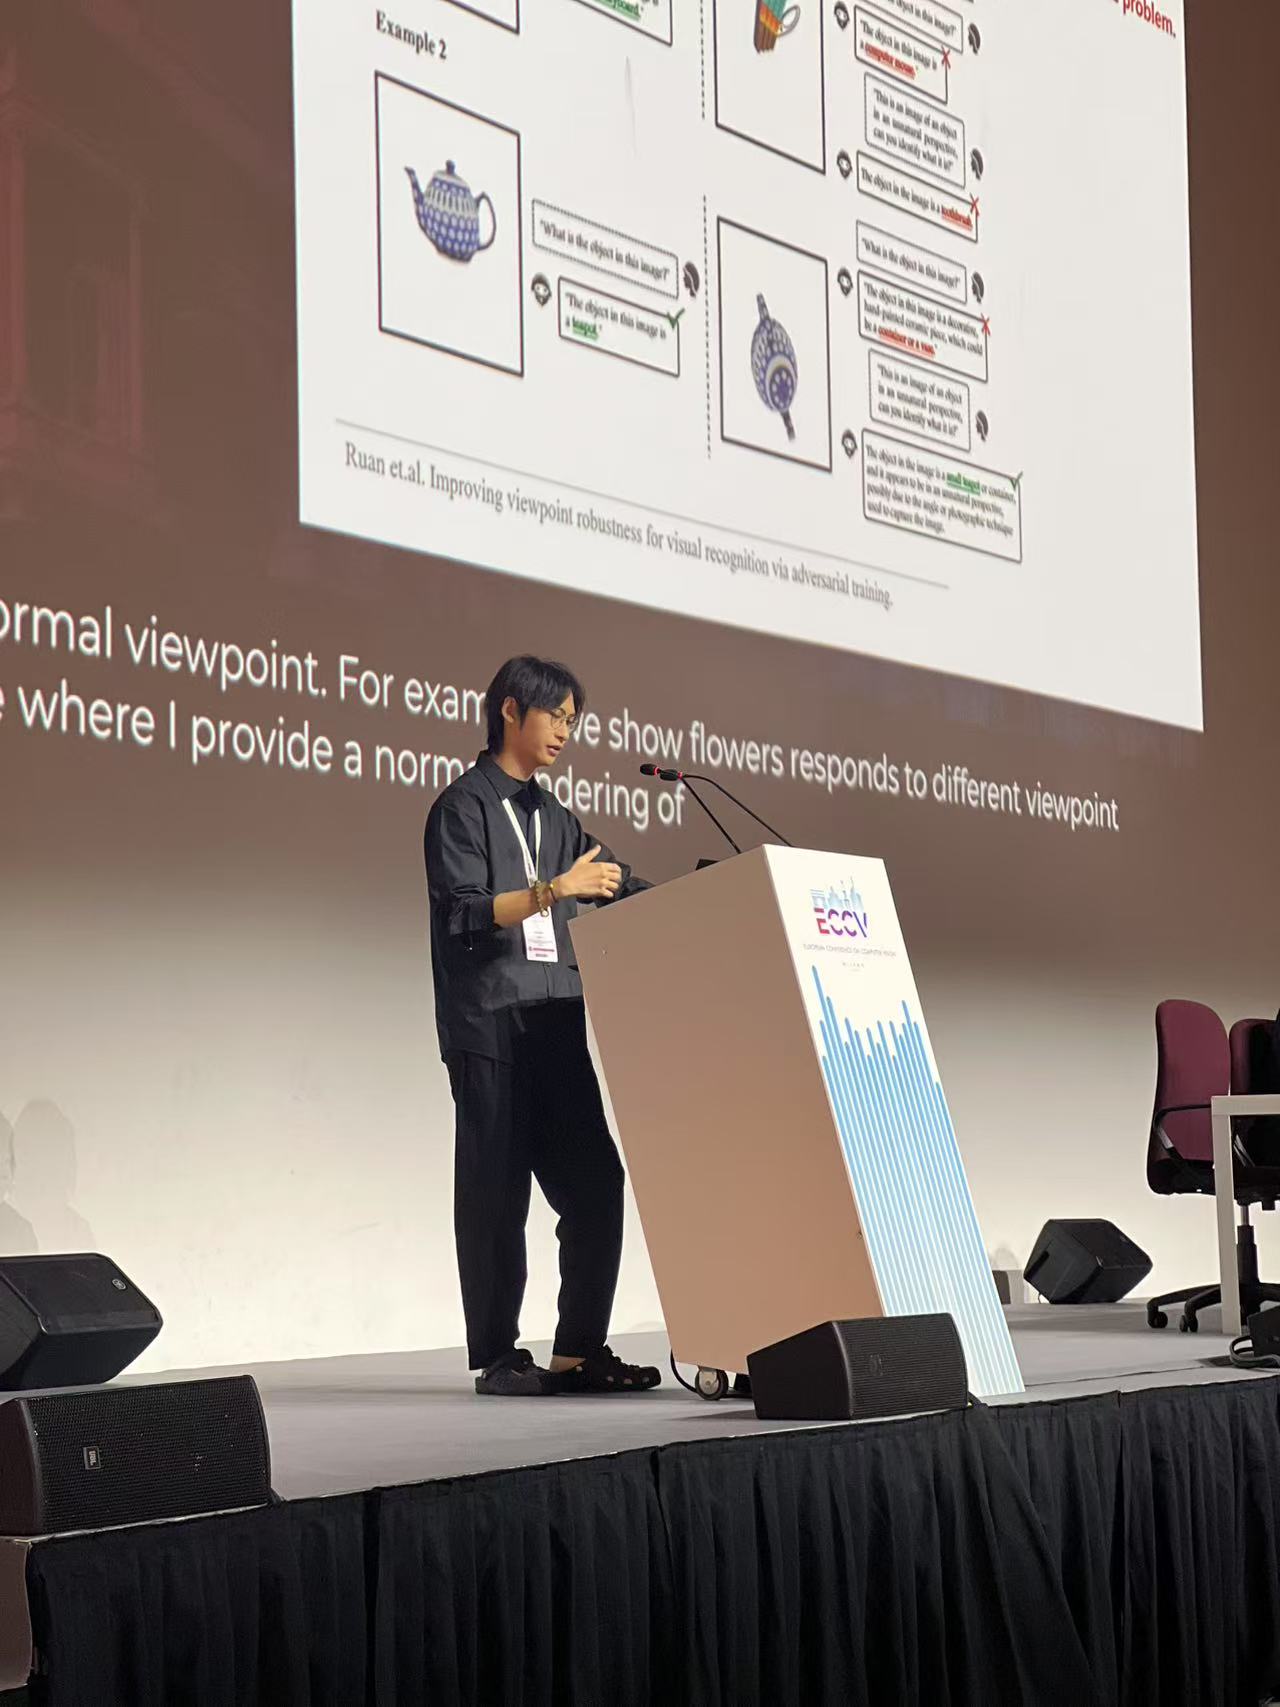 problem.
object in this image?"
"The object in this image is
a computer mouse."
Example 2
"This is an image of an object
in an unnatural perspective,
can you identify what it is?"
The object in the image is a toothbrush.
"What is the object in this image?"
"The object in this image is
a teapot."
"What is the object in this image?"
"The object in this image is a decorative,
hand-painted ceramic piece, which could
be a container or a vase."
"This is an image of an object
in an unnatural perspective,
can you identify what it is?"
The object in the image is a small teapot or container,
and it appears to be in an unnatural perspective,
possibly due to the angle or photographic technique
used to capture the image.
Ruan et.al. Improving viewpoint robustness for visual recognition via adversarial training.
ormal viewpoint. For exam we show flowers responds to different viewpoint
e where I provide a norma ndering of
ECCV
EUROPEAN CONFERENCE ON COMPUTER VISION
MILANO
JBL